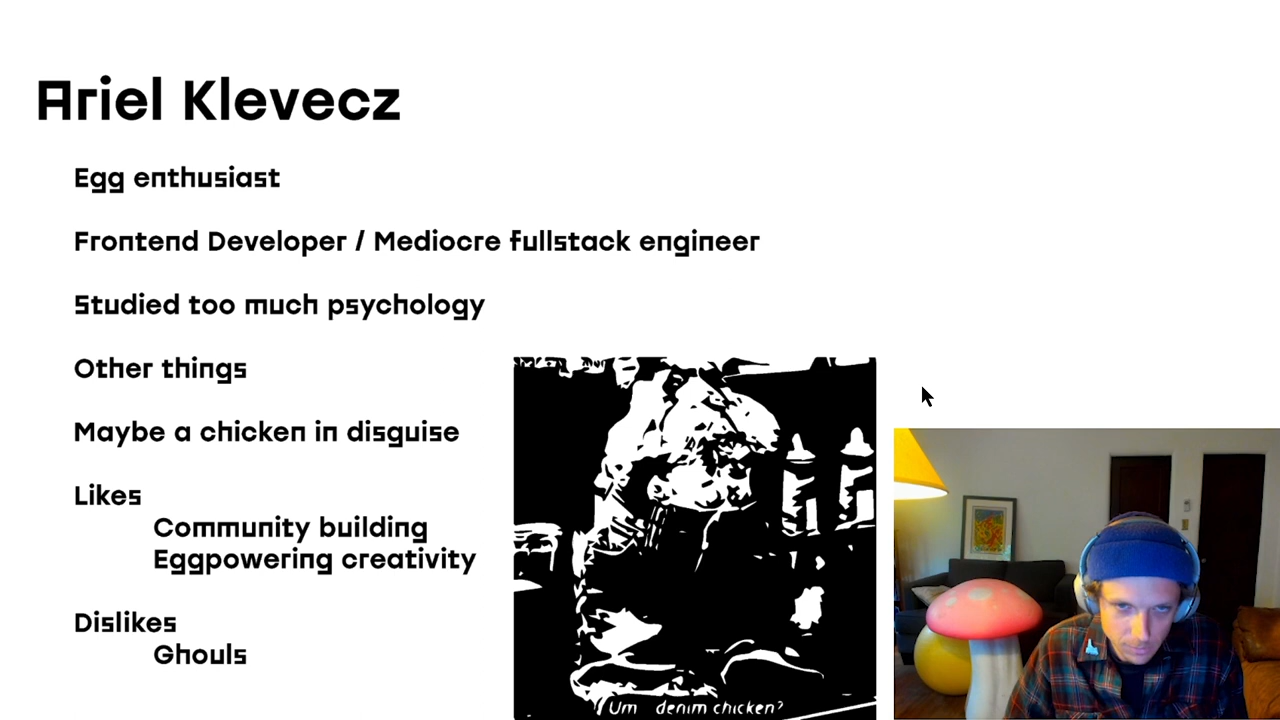 Ariel Klevecz
Egg enthusiast
Frontend Developer / Mediocre fullstack engineer
Studied too much psychology
Other things
Maybe a chicken in disguise
Likes
Community building
Eggpowering creativity
Dislikes
Ghouls
Um denim chicken?